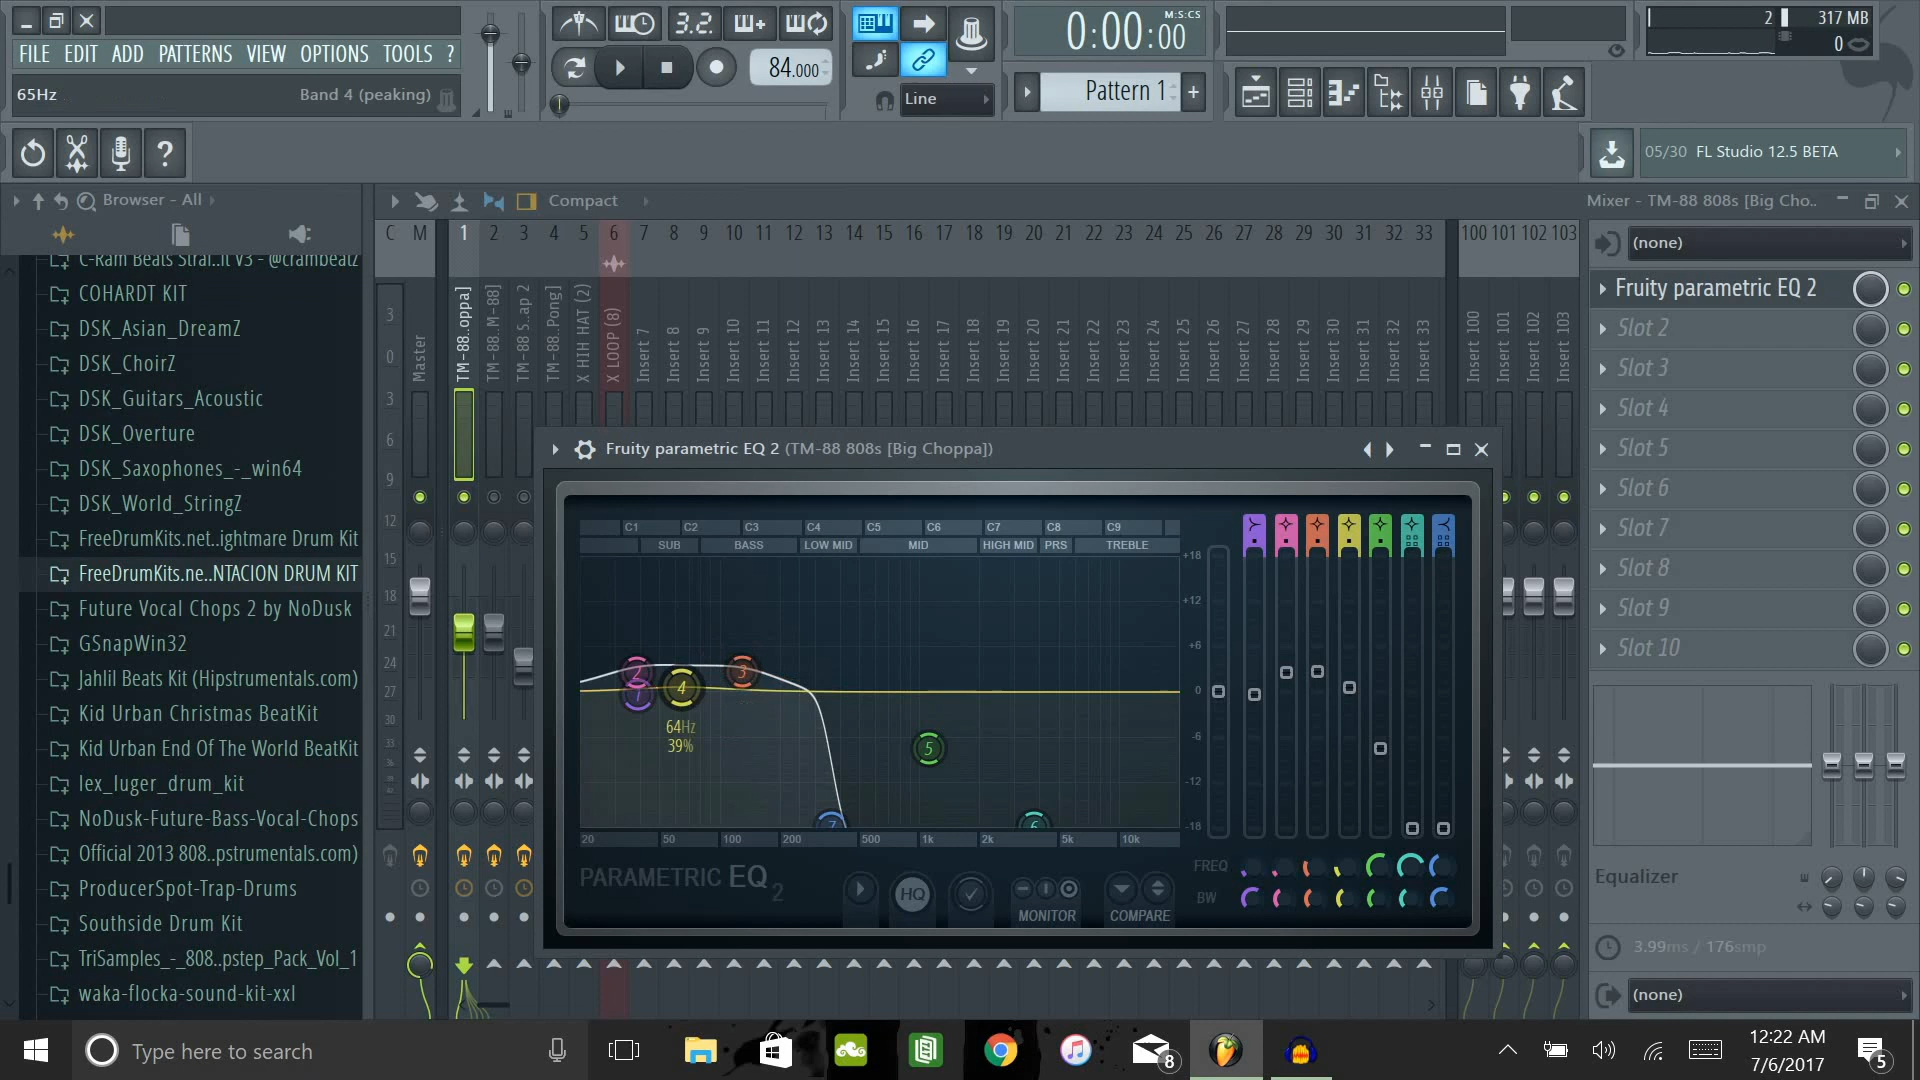 FILE EDIT ADD PATTERNS VIEW OPTIONS TOOLS ?
65Hz Band 4 (peaking)
3.2.
84.000
Line
0:00:00 M:S:CS
Pattern 1 +
2 317 MB
0
05/30 FL Studio 12.5 BETA
?
Browser - All
Compact
Mixer - TM-88 808s [Big Cho..
C-Ram Beats Strai..it V3 - @crambeatz
COHARDT KIT
DSK_Asian_DreamZ
DSK_ChoirZ
DSK_Guitars_Acoustic
DSK_Overture
DSK_Saxophones_-_win64
DSK_World_StringZ
FreeDrumKits.net..ightmare Drum Kit
FreeDrumKits.ne..NTACION DRUM KIT
Future Vocal Chops 2 by NoDusk
GSnapWin32
Jahlil Beats Kit (Hipstrumentals.com)
Kid Urban Christmas BeatKit
Kid Urban End Of The World BeatKit
lex_luger_drum_kit
NoDusk-Future-Bass-Vocal-Chops
Official 2013 808..pstrumentals.com)
ProducerSpot-Trap-Drums
Southside Drum Kit
TriSamples_-_808..pstep_Pack_Vol_1
waka-flocka-sound-kit-xxl
C M 1 2 3 4 5 6 7 8 9 10 11 12 13 14 15 16 17 18 19 20 21 22 23 24 25 26 27 28 29 30 31 32 33 100 101 102 103
Master
TM-88..oppa]
TM-88..M-88]
TM-88 S..ap 2
TM-88..Pong]
X HIH HAT (2)
X LOOP (8)
Insert 7
Insert 8
Insert 9
Insert 10
Insert 11
Insert 12
Insert 13
Insert 14
Insert 15
Insert 16
Insert 17
Insert 18
Insert 19
Insert 20
Insert 21
Insert 22
Insert 23
Insert 24
Insert 25
Insert 26
Insert 27
Insert 28
Insert 29
Insert 30
Insert 31
Insert 32
Insert 33
Insert 100
Insert 101
Insert 102
Insert 103
3
0
3
6
9
12
15
18
21
24
27
30
33
Fruity parametric EQ 2 (TM-88 808s [Big Choppa])
C1 C2 C3 C4 C5 C6 C7 C8 C9
SUB BASS LOW MID MID HIGH MID PRS TREBLE
+18
+12
+6
0
-6
-12
-18
1
2
3
4
5
6
7
64Hz
39%
20 50 100 200 500 1k 2k 5k 10k
PARAMETRIC EQ 2
HQ
MONITOR
COMPARE
FREQ
BW
(none)
Fruity parametric EQ 2
Slot 2
Slot 3
Slot 4
Slot 5
Slot 6
Slot 7
Slot 8
Slot 9
Slot 10
Equalizer
3.99ms / 176smp
(none)
Type here to search
8
12:22 AM
7/6/2017
5